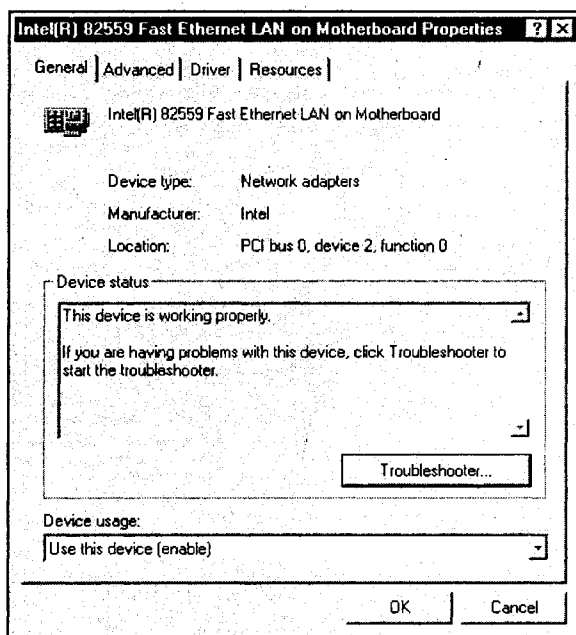 Intel(R) 82559 Fast Ethernet LAN on Motherboard Properties
General Advanced Driver Resources
Intel(R) 82559 Fast Ethernet LAN on Motherboard
Device type: Network adapters
Manufacturer: Intel
Location: PCI bus 0, device 2, function 0
Device status
This device is working properly.
If you are having problems with this device, click Troubleshooter to
start the troubleshooter.
Troubleshooter...
Device usage:
Use this device (enable)
OK Cancel